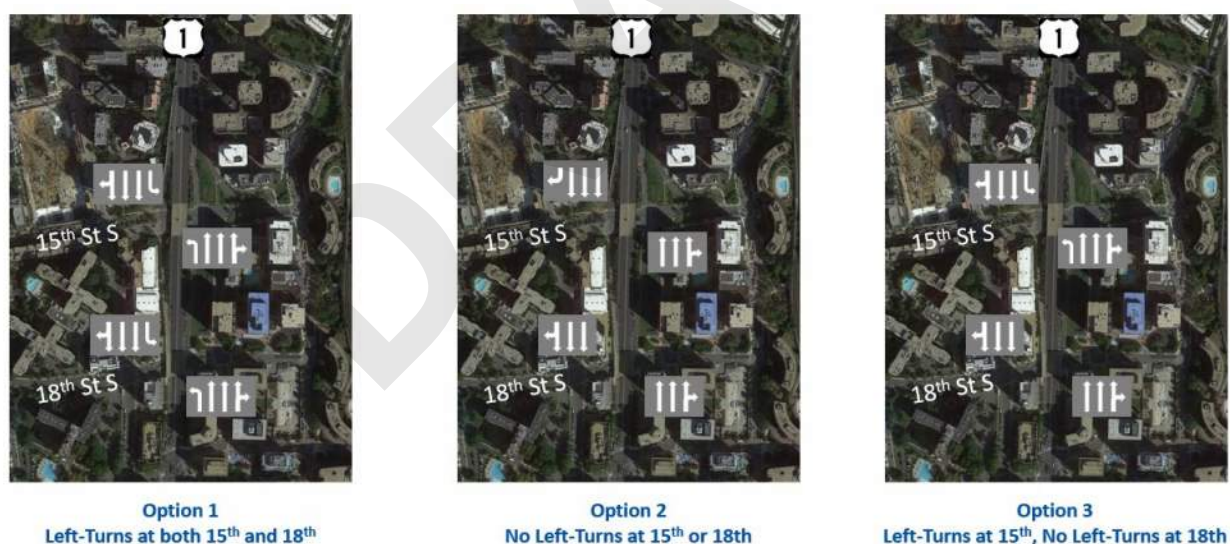 1
1
1
15th St S
15th St S
15th St S
18th St S
18th St S
18th St S
Option 1
Left-Turns at both 15th and 18th
Option 2
No Left-Turns at 15th or 18th
Option 3
Left-Turns at 15th, No Left-Turns at 18th